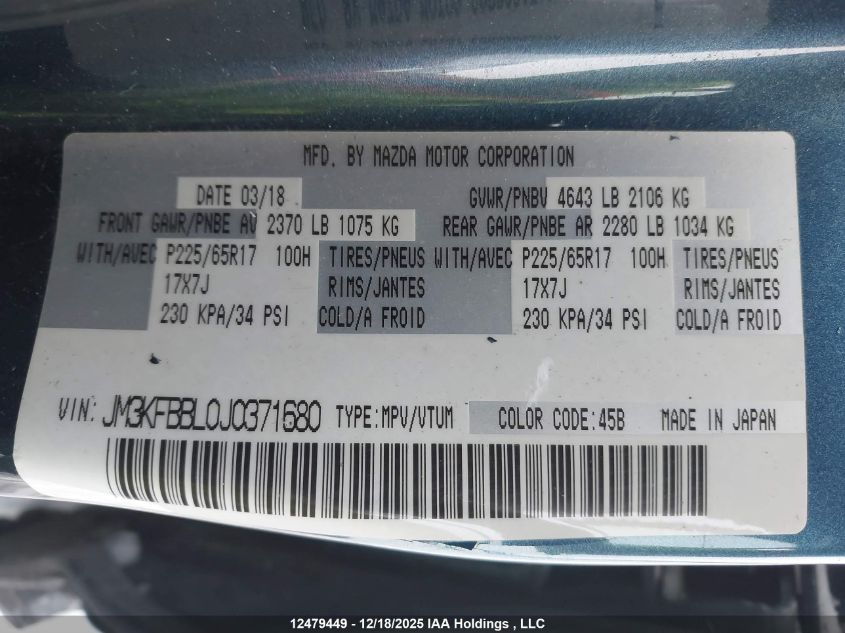 MFD. BY MAZDA MOTOR CORPORATION
DATE 03/18 GVWR/PNBV 4643 LB 2106 KG
FRONT GAWR/PNBE AV 2370 LB 1075 KG REAR GAWR/PNBE AR 2280 LB 1034 KG
WITH/AVEC P225/65R17 100H TIRES/PNEUS WITH/AVEC P225/65R17 100H TIRES/PNEUS
17X7J RIMS/JANTES 17X7J RIMS/JANTES
230 KPA/34 PSI COLD/A FROID 230 KPA/34 PSI COLD/A FROID
VIN: JM3KFBBL0J0371680 TYPE:MPV/VTUM COLOR CODE:45B MADE IN JAPAN
12479449 - 12/18/2025 IAA Holdings , LLC